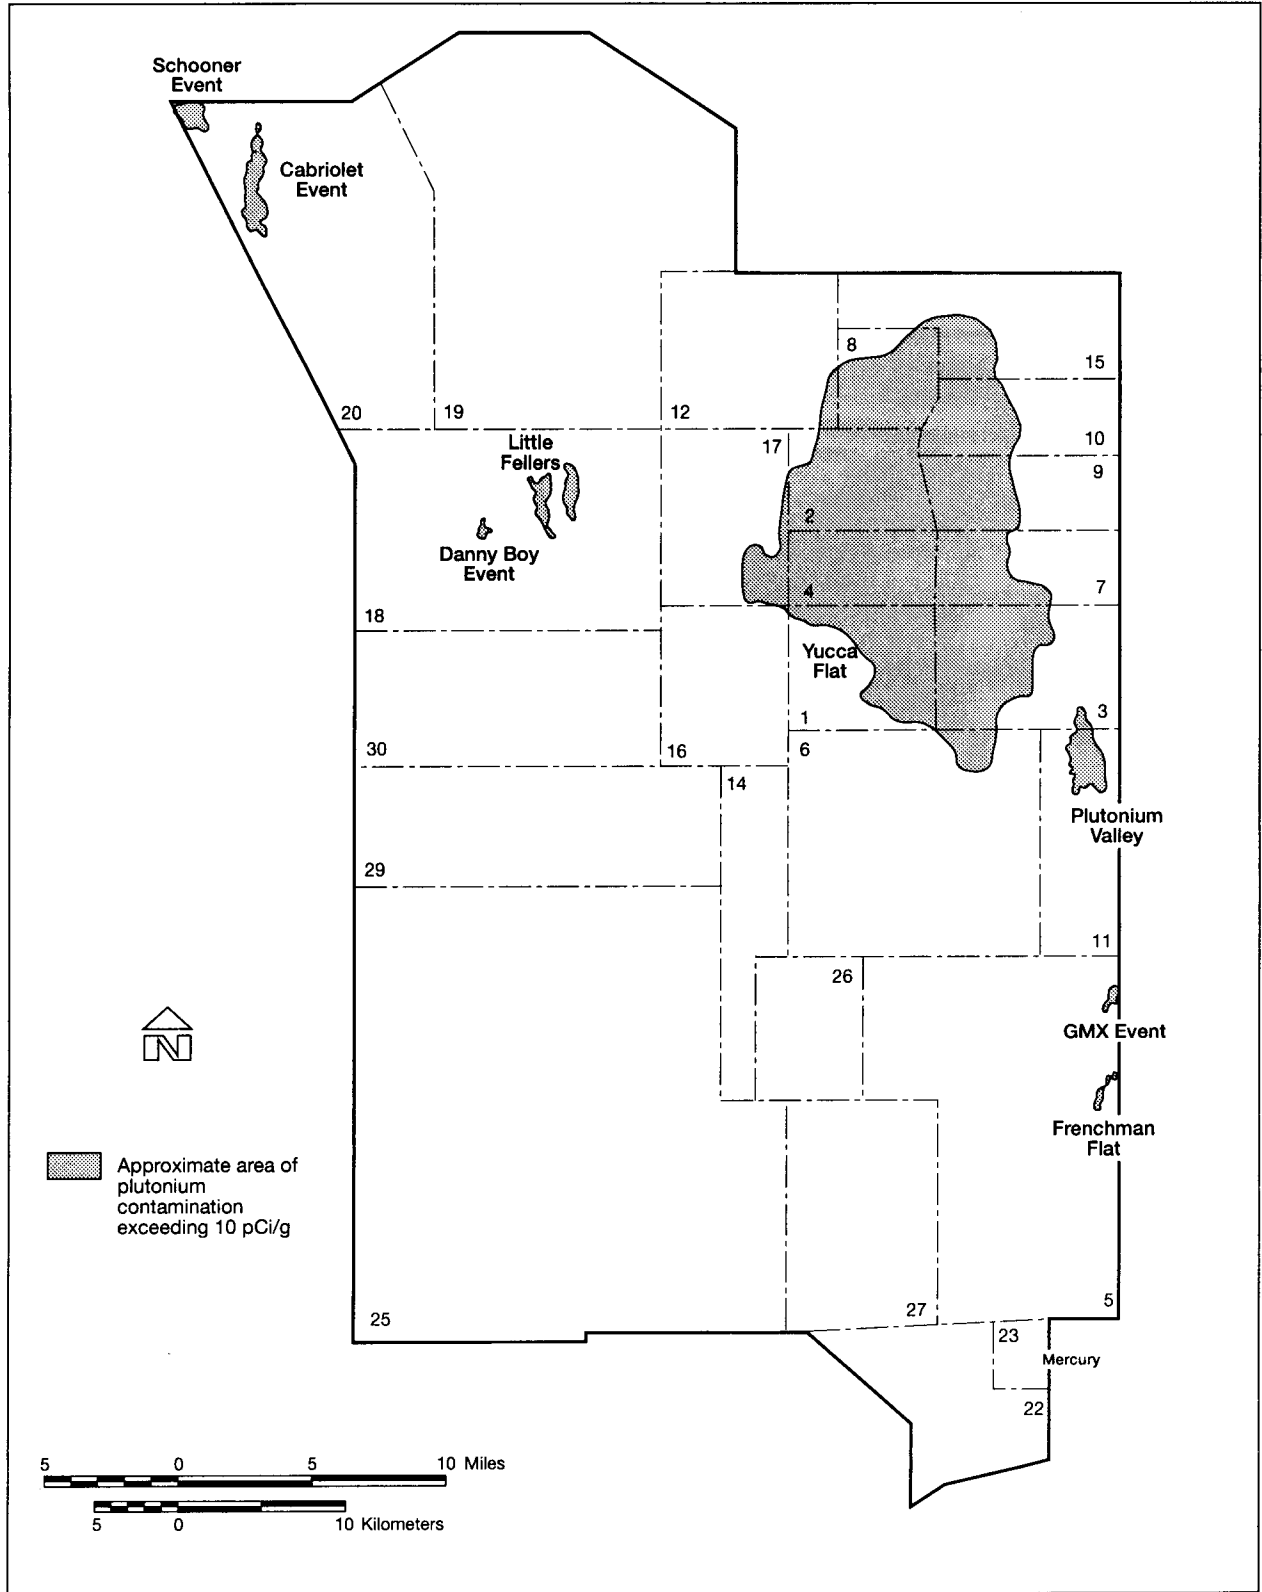 Schooner
Event
Cabriolet
Event
8
15
20
19
12
Little
Fellers
17
10
9
2
Danny Boy
Event
4
7
18
Yucca
Flat
1
3
30
16
6
14
Plutonium
Valley
29
11
26
GMX Event
N
Frenchman
Flat
Approximate area of
plutonium
contamination
exceeding 10 pCi/g
25
27
5
23
Mercury
22
5 0 5 10 Miles
5 0 10 Kilometers